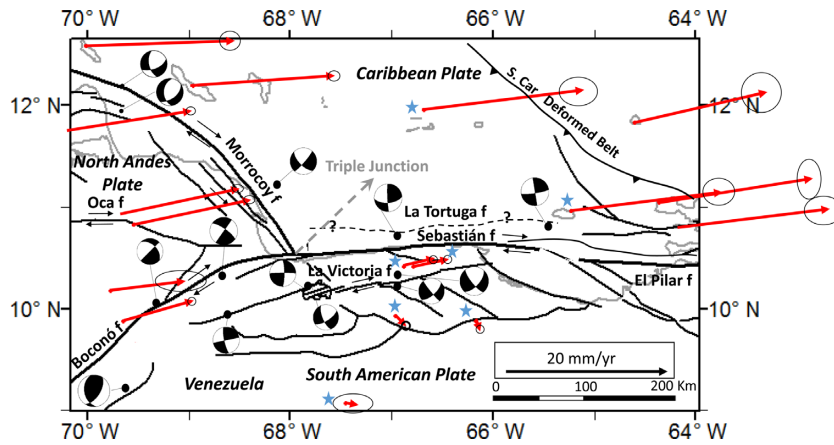 70° W 68° W 66° W 64° W
Caribbean Plate
S. Car Deformed Belt
12° N 12° N
North Andes
Plate
Morrocoy f
Triple Junction
Oca f
La Tortuga f
?
?
Sebastián f
La Victoria f
El Pilar f
10° N 10° N
Boconó f
Venezuela
South American Plate
20 mm/yr
0 100 200 Km
70° W 68° W 66° W 64° W